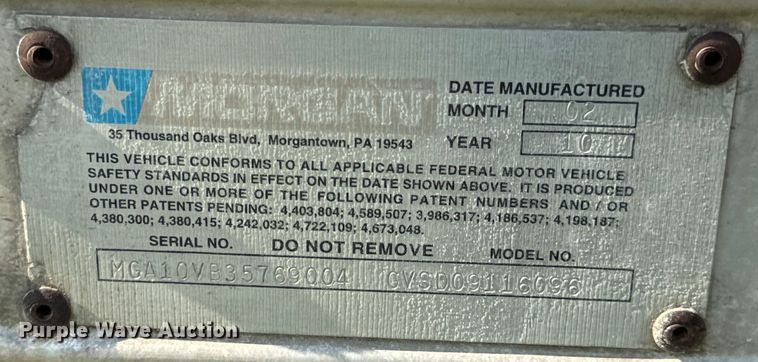 MORGAN
35 Thousand Oaks Blvd, Morgantown, PA 19543
DATE MANUFACTURED
MONTH 02
YEAR 10
THIS VEHICLE CONFORMS TO ALL APPLICABLE FEDERAL MOTOR VEHICLE
SAFETY STANDARDS IN EFFECT ON THE DATE SHOWN ABOVE. IT IS PRODUCED
UNDER ONE OR MORE OF THE FOLLOWING PATENT NUMBERS AND / OR
OTHER PATENTS PENDING: 4,403,804; 4,589,507; 3,986,317; 4,186,537; 4,198,187;
4,380,300; 4,380,415; 4,242,032; 4,722,109; 4,673,048.
SERIAL NO. DO NOT REMOVE MODEL NO.
MGA10VB35769004 GVSD09116096
Purple Wave Auction